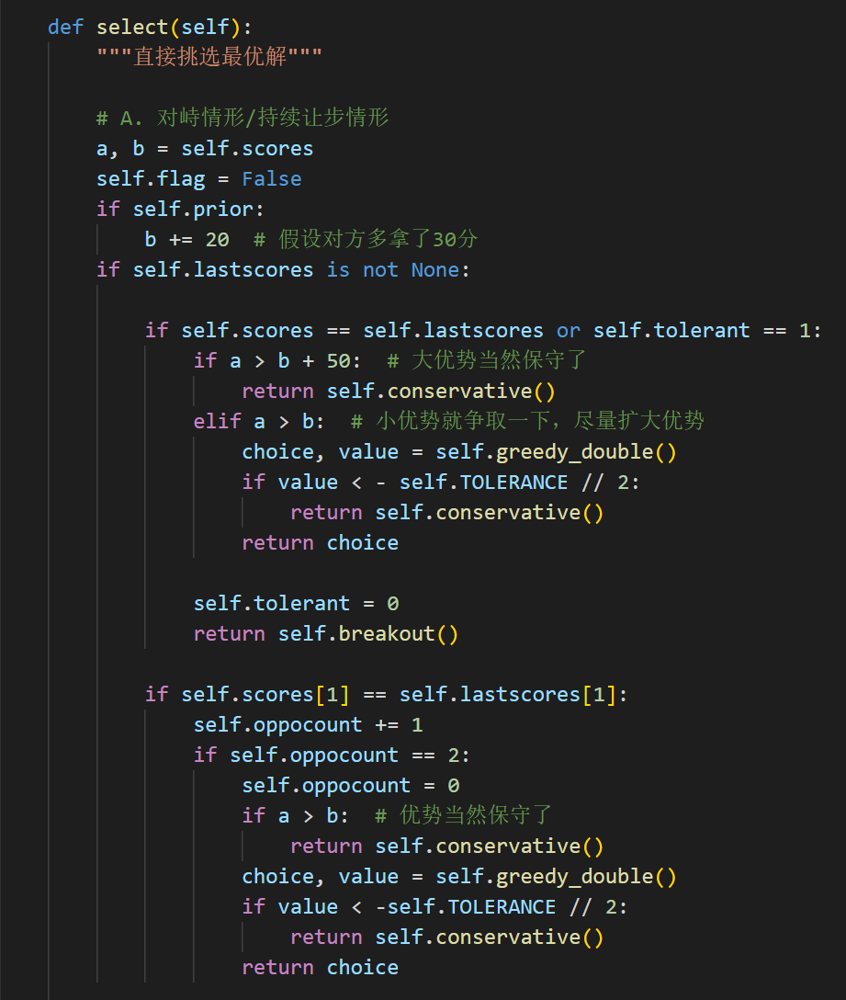 def select(self):
"""直接挑选最优解"""
# A. 对峙情形/持续让步情形
a, b = self.scores
self.flag = False
if self.prior:
b += 20  # 假设对方多拿了30分
if self.lastscores is not None:
if self.scores == self.lastscores or self.tolerant == 1:
if a > b + 50:  # 大优势当然保守了
return self.conservative()
elif a > b:  # 小优势就争取一下，尽量扩大优势
choice, value = self.greedy_double()
if value < - self.TOLERANCE // 2:
return self.conservative()
return choice
self.tolerant = 0
return self.breakout()
if self.scores[1] == self.lastscores[1]:
self.oppocount += 1
if self.oppocount == 2:
self.oppocount = 0
if a > b:  # 优势当然保守了
return self.conservative()
choice, value = self.greedy_double()
if value < -self.TOLERANCE // 2:
return self.conservative()
return choice